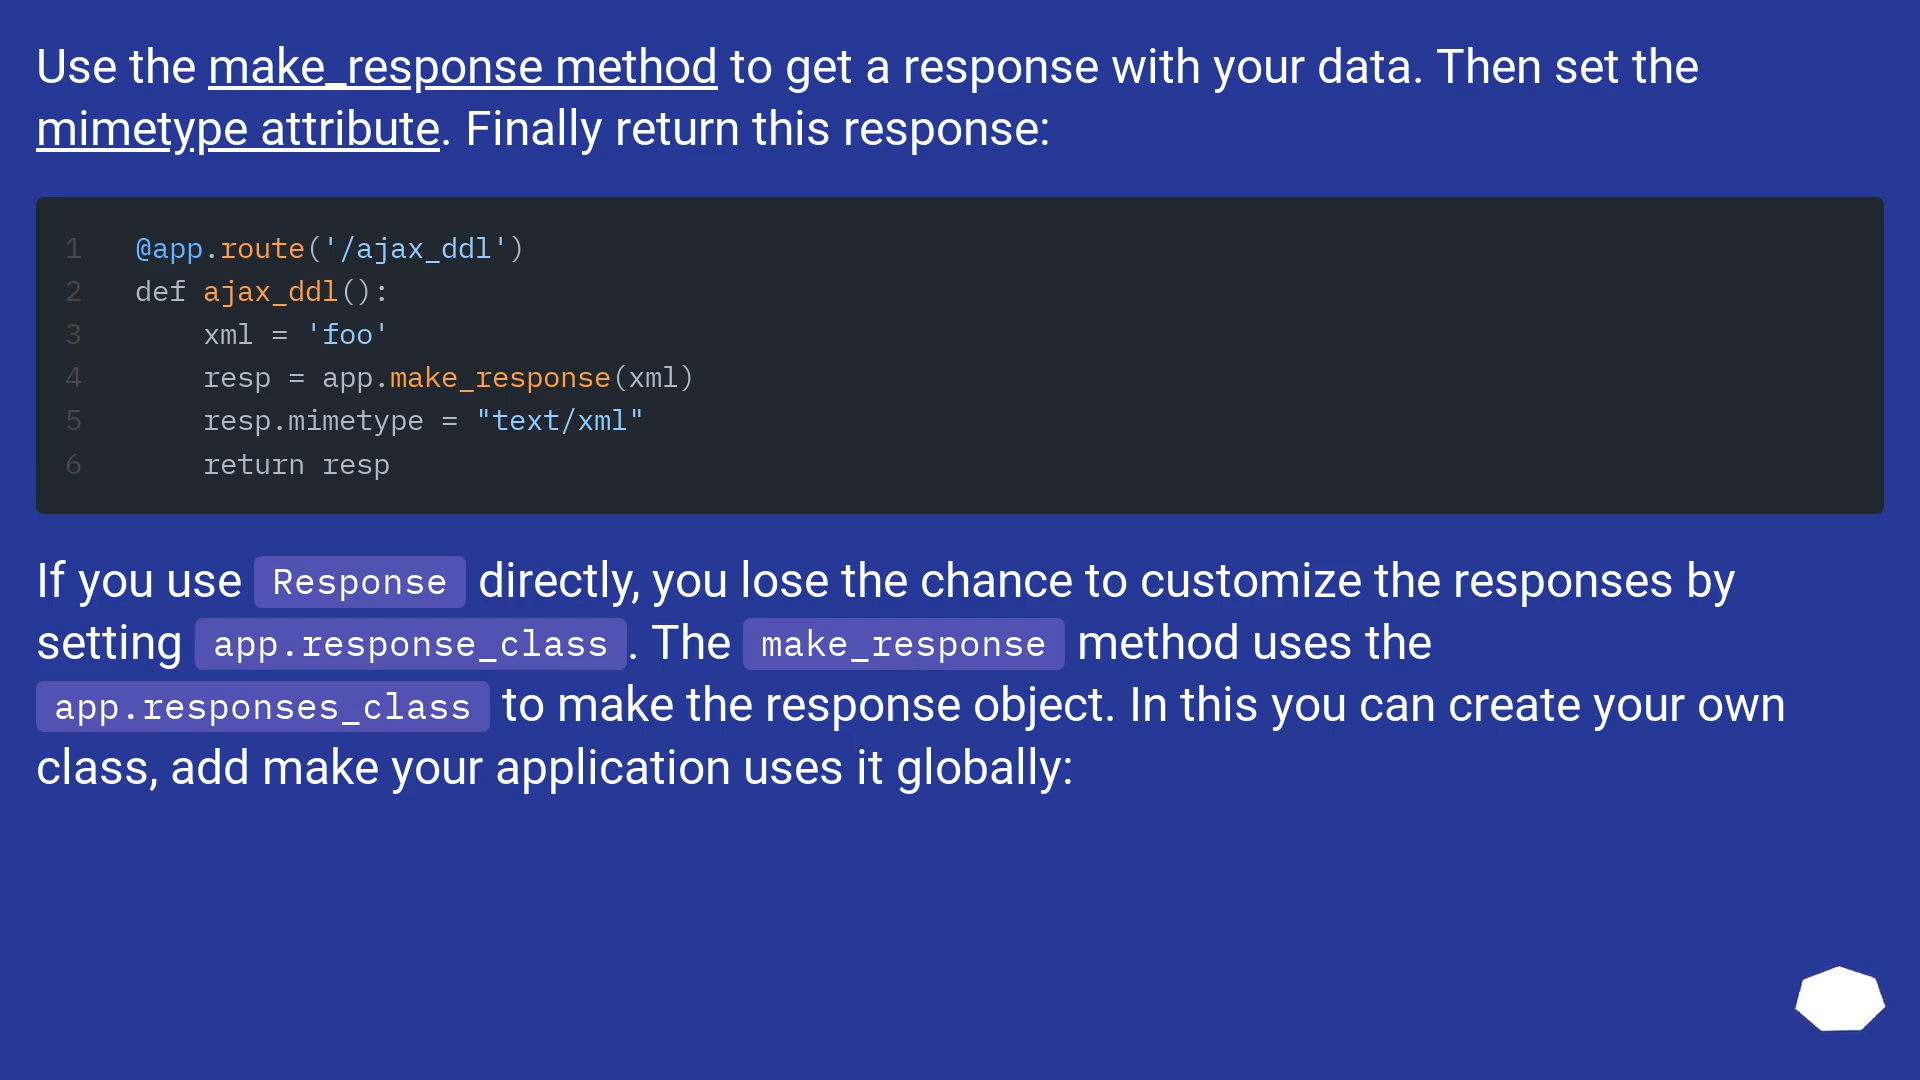 Use the make_response method to get a response with your data. Then set the
mimetype attribute. Finally return this response:
1 @app.route('/ajax_ddl')
2 def ajax_ddl():
3     xml = 'foo'
4     resp = app.make_response(xml)
5     resp.mimetype = "text/xml"
6     return resp
If you use Response directly, you lose the chance to customize the responses by
setting app.response_class. The make_response method uses the
app.responses_class to make the response object. In this you can create your own
class, add make your application uses it globally: